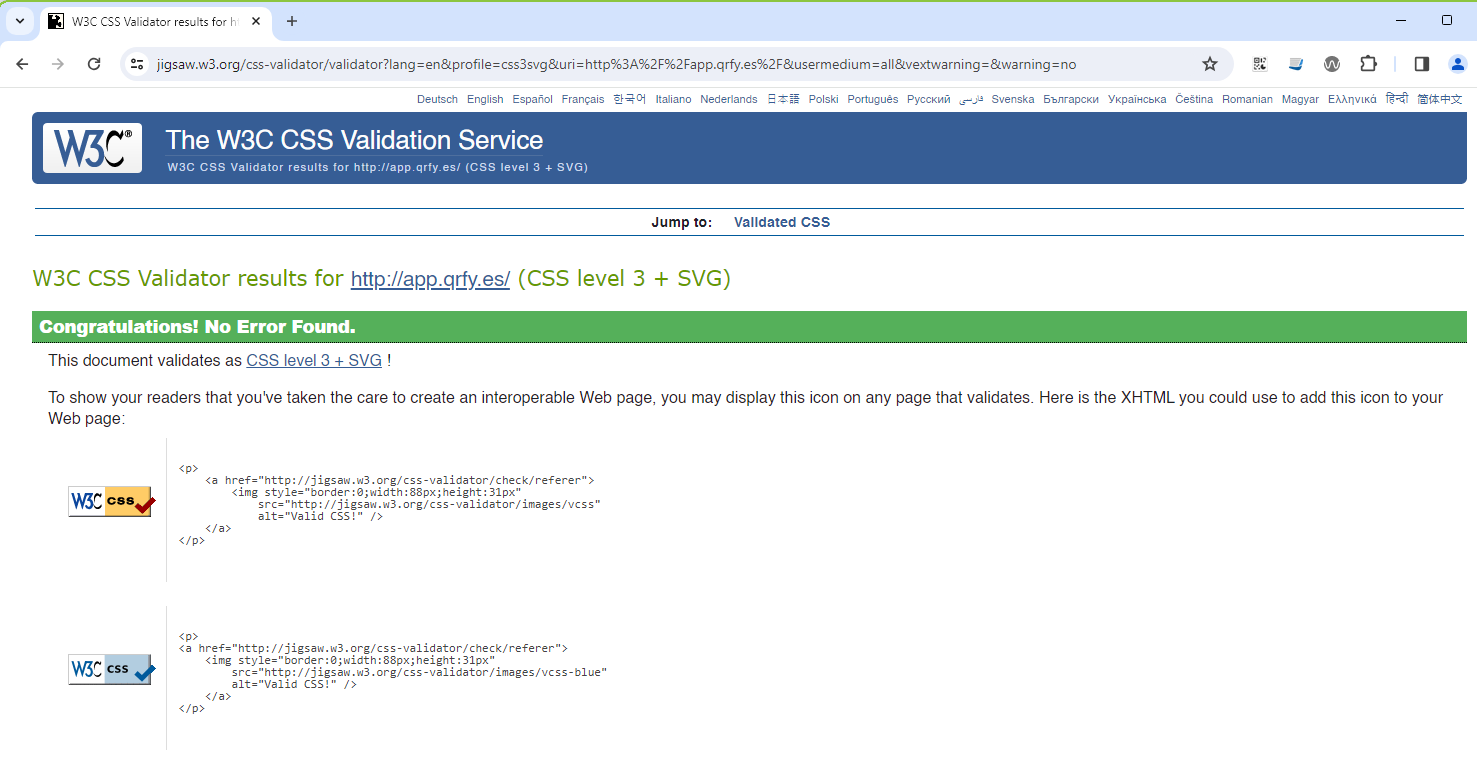 W3C CSS Validator results for h
jigsaw.w3.org/css-validator/validator?lang=en&profile=css3svg&uri=http%3A%2F%2Fapp.qrfy.es%2F&usermedium=all&vextwarning=&warning=no
Deutsch English Español Français 한국어 Italiano Nederlands 日本語 Polski Português Русский فارسی Svenska Български Українська Čeština Romanian Magyar Ελληνικά हिन्दी 简体中文
W3C®
The W3C CSS Validation Service
W3C CSS Validator results for http://app.qrfy.es/ (CSS level 3 + SVG)
Jump to: Validated CSS
W3C CSS Validator results for http://app.qrfy.es/ (CSS level 3 + SVG)
Congratulations! No Error Found.
This document validates as CSS level 3 + SVG !
To show your readers that you've taken the care to create an interoperable Web page, you may display this icon on any page that validates. Here is the XHTML you could use to add this icon to your
Web page:
W3C css
<p>
<a href="http://jigsaw.w3.org/css-validator/check/referer">
<img style="border:0;width:88px;height:31px"
src="http://jigsaw.w3.org/css-validator/images/vcss"
alt="Valid CSS!" />
</a>
</p>
W3C css
<p>
<a href="http://jigsaw.w3.org/css-validator/check/referer">
<img style="border:0;width:88px;height:31px"
src="http://jigsaw.w3.org/css-validator/images/vcss-blue"
alt="Valid CSS!" />
</a>
</p>